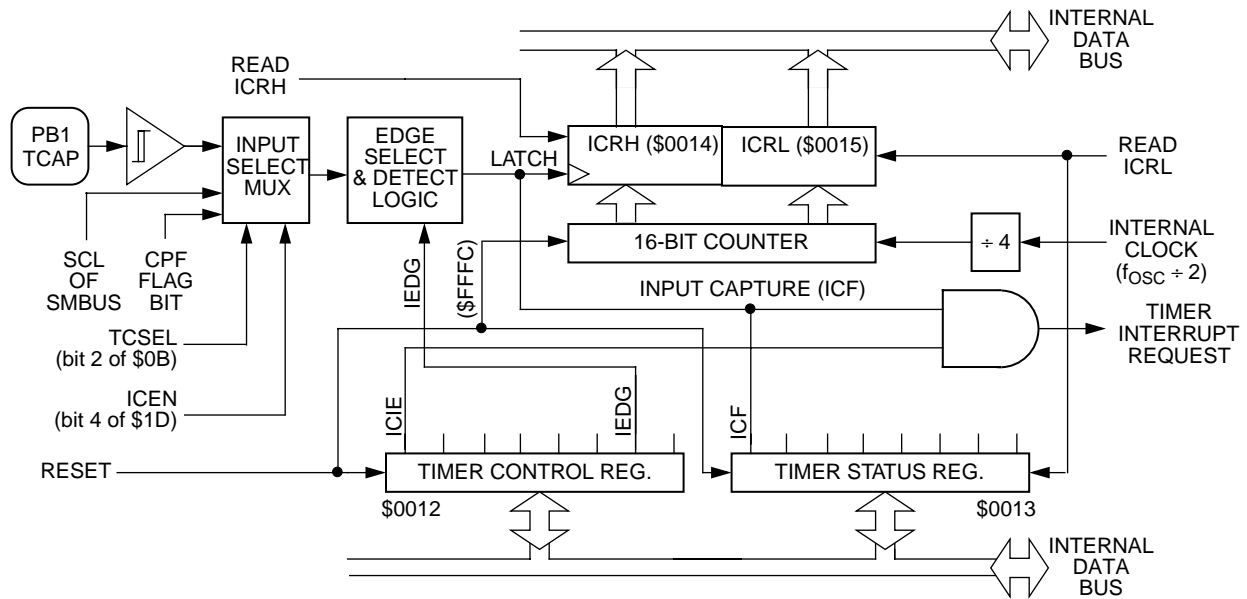 INTERNAL
DATA
BUS
READ
ICRH
PB1
TCAP
INPUT
SELECT
MUX
EDGE
SELECT
& DETECT
LOGIC
LATCH
ICRH ($0014)
ICRL ($0015)
READ
ICRL
16-BIT COUNTER
÷ 4
INTERNAL
CLOCK
(fOSC ÷ 2)
SCL
OF
SMBUS
CPF
FLAG
BIT
IEDG
($FFFC)
INPUT CAPTURE (ICF)
TIMER
INTERRUPT
REQUEST
TCSEL
(bit 2 of $0B)
ICEN
(bit 4 of $1D)
ICIE
IEDG
ICF
RESET
TIMER CONTROL REG.
TIMER STATUS REG.
$0012
$0013
INTERNAL
DATA
BUS